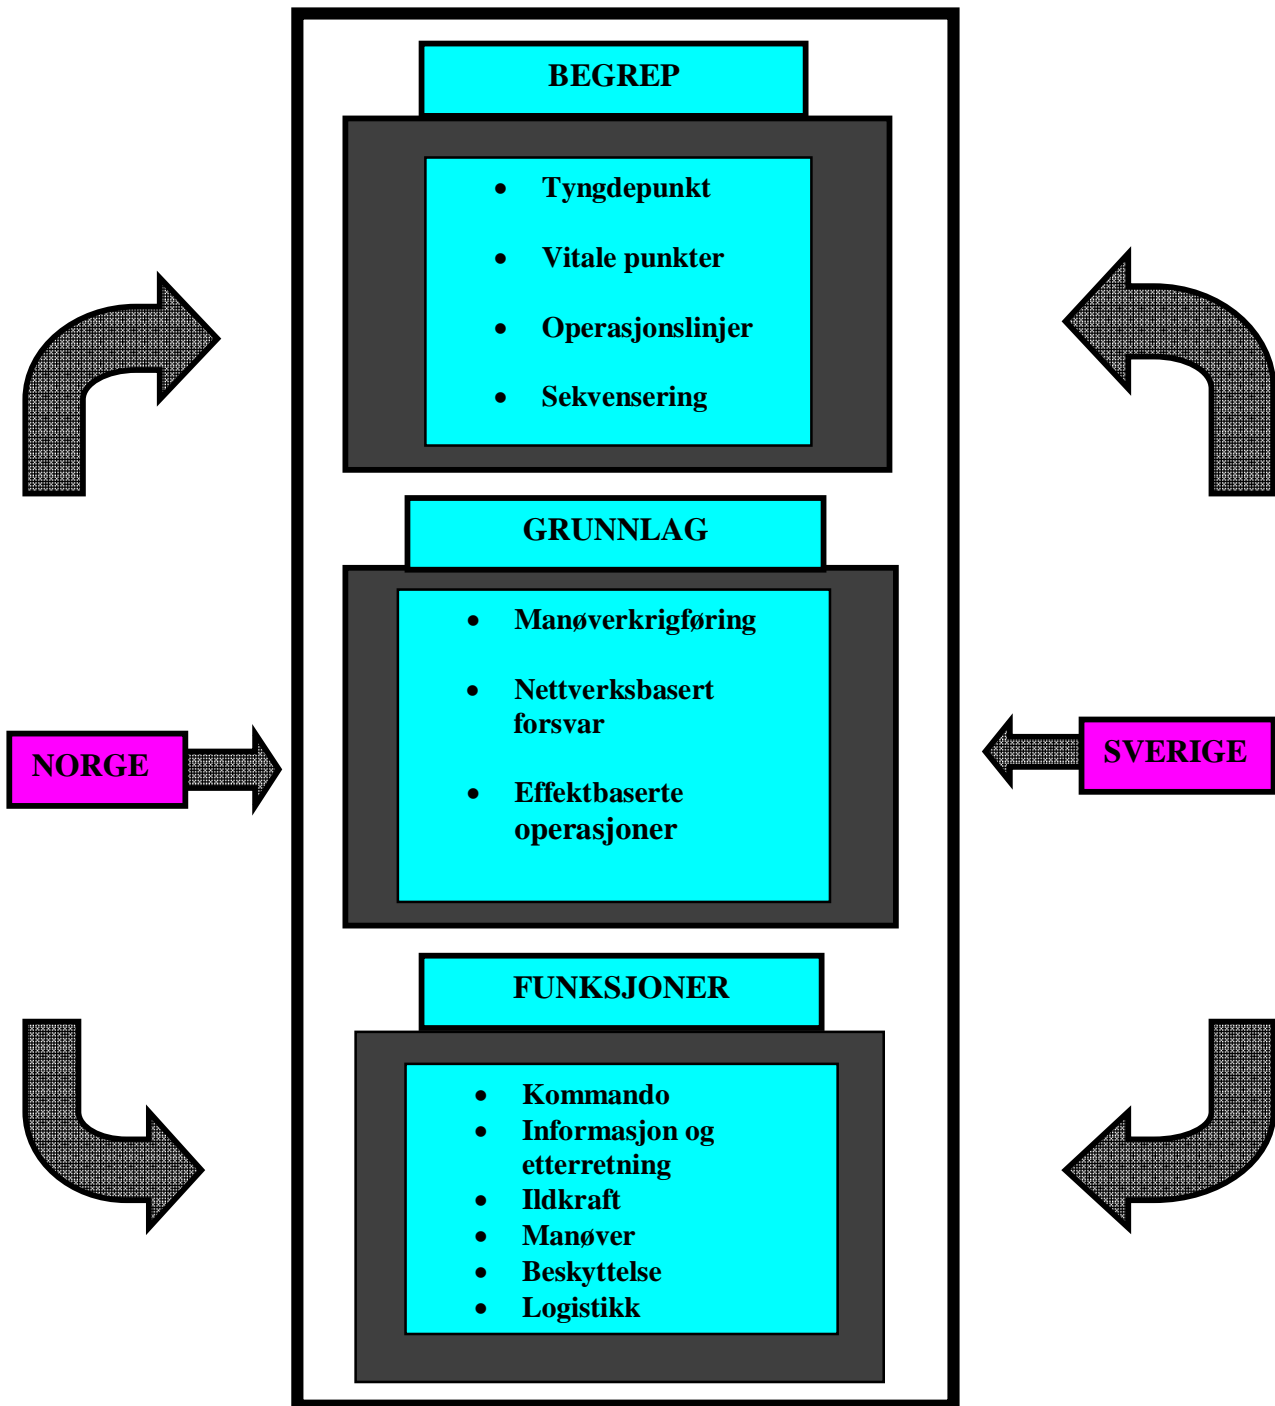 BEGREP
• Tyngdepunkt
• Vitale punkter
• Operasjonslinjer
• Sekvensering
GRUNNLAG
• Manøverkrigføring
• Nettverksbasert
forsvar
• Effektbaserte
operasjoner
NORGE
SVERIGE
FUNKSJONER
• Kommando
• Informasjon og
etterretning
• Ildkraft
• Manøver
• Beskyttelse
• Logistikk